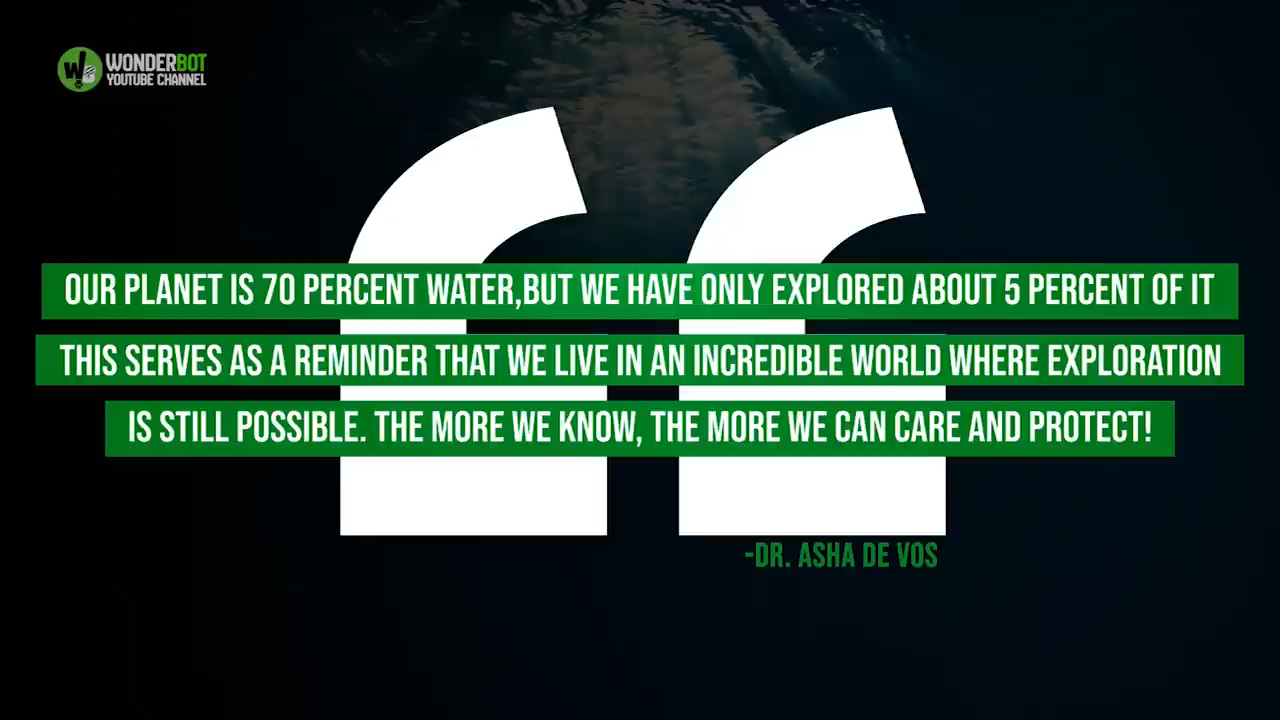 WONDERBOT
YOUTUBE CHANNEL
OUR PLANET IS 70 PERCENT WATER,BUT WE HAVE ONLY EXPLORED ABOUT 5 PERCENT OF IT
THIS SERVES AS A REMINDER THAT WE LIVE IN AN INCREDIBLE WORLD WHERE EXPLORATION
IS STILL POSSIBLE. THE MORE WE KNOW, THE MORE WE CAN CARE AND PROTECT!
-DR. ASHA DE VOS